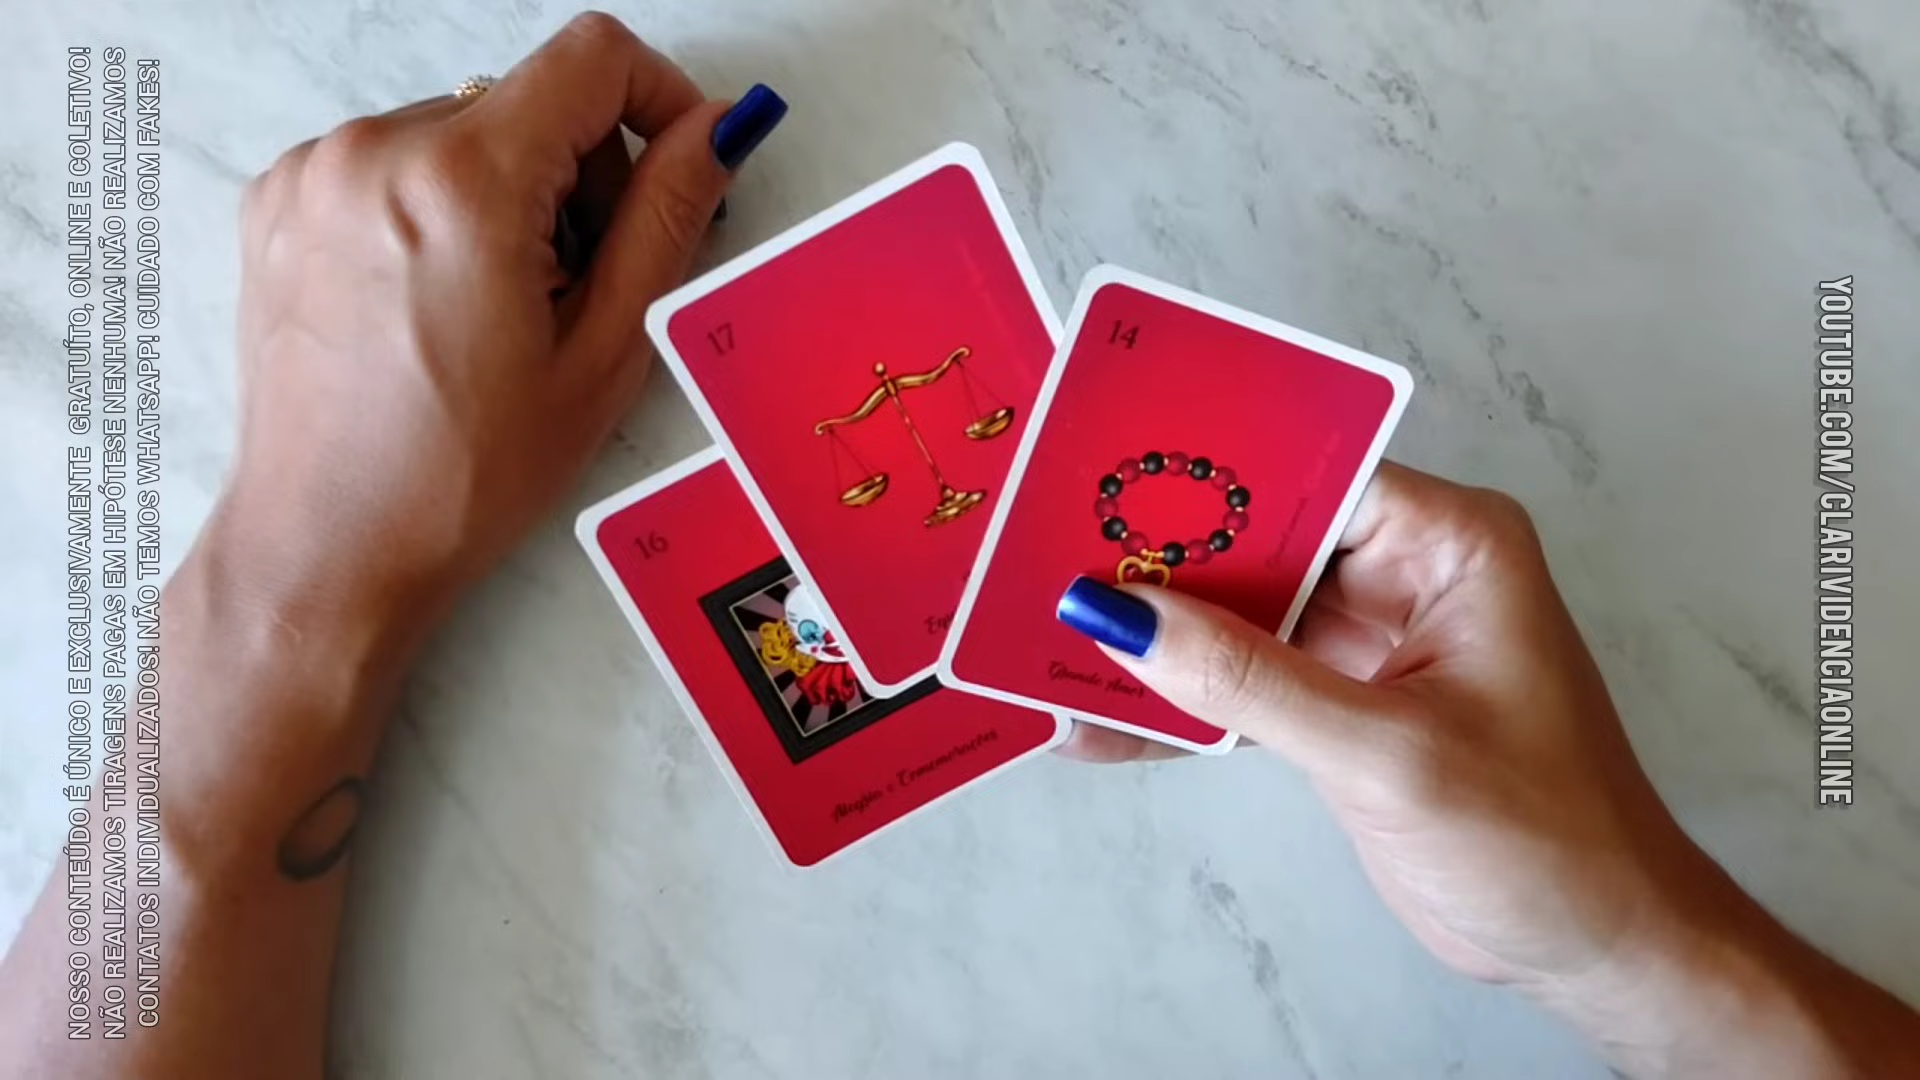 NOSSO CONTEÚDO É ÚNICO E EXCLUSIVAMENTE GRATUÍTO, ONLINE E COLETIVO!
NÃO REALIZAMOS TIRAGENS PAGAS EM HIPÓTESE NENHUMA! NÃO REALIZAMOS
CONTATOS INDIVIDUALIZADOS! NÃO TEMOS WHATSAPP! CUIDADO COM FAKES!
17
14
16
Grande Amor
Alegria e Comemorações
YOUTUBE.COM/CLARIVIDENCIAONLINE